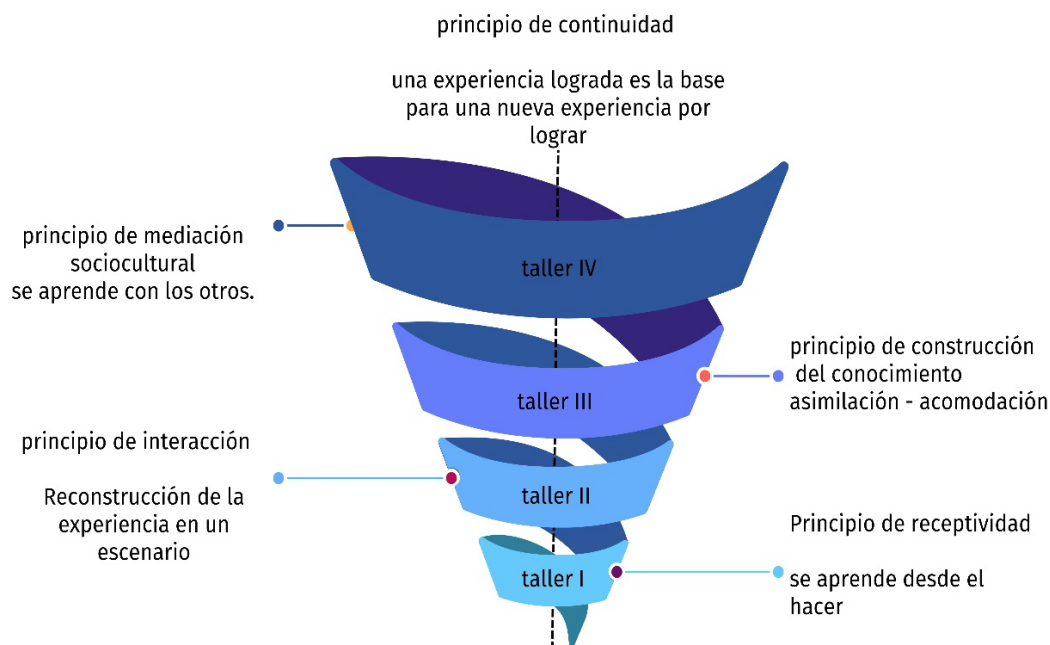 principio de continuidad
una experiencia lograda es la base
para una nueva experiencia por
lograr
principio de mediación
sociocultural
se aprende con los otros.
taller IV
principio de construcción
del conocimiento
asimilación - acomodación
taller III
principio de interacción
Reconstrucción de la
experiencia en un
escenario
taller II
Principio de receptividad
se aprende desde el
hacer
taller I